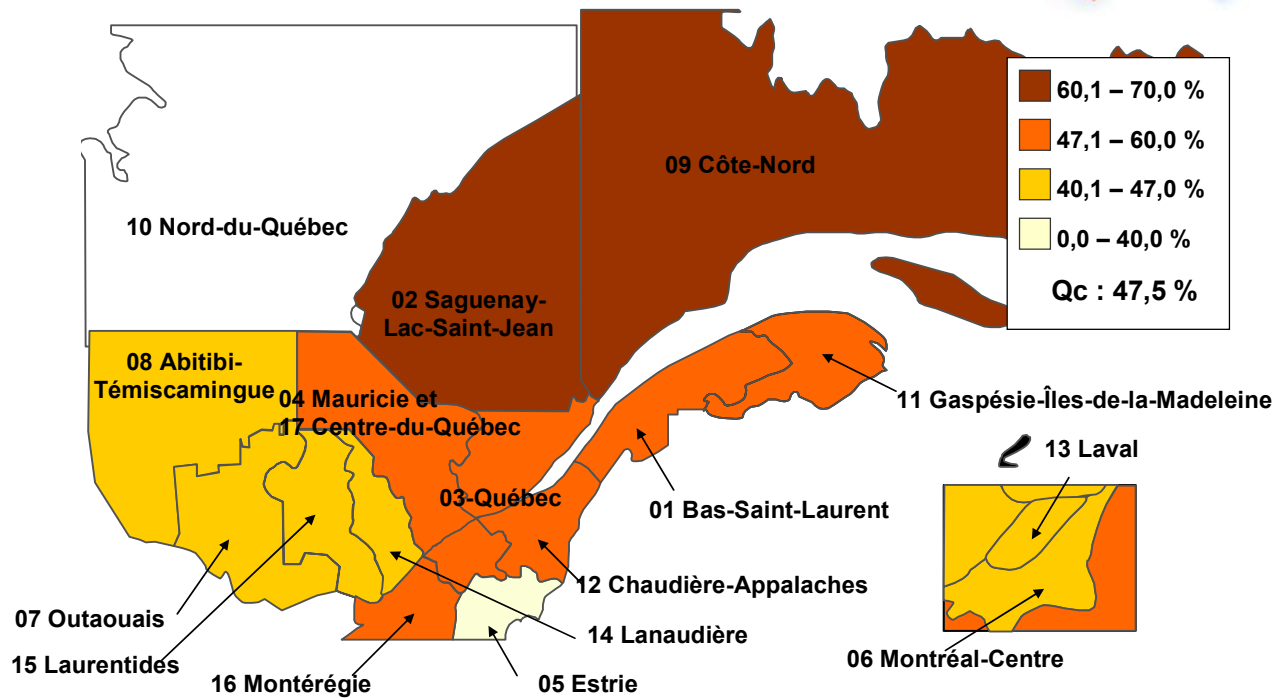 60,1 – 70,0 %
47,1 – 60,0 %
40,1 – 47,0 %
0,0 – 40,0 %
Qc : 47,5 %
09 Côte-Nord
10 Nord-du-Québec
02 Saguenay-
Lac-Saint-Jean
08 Abitibi-
Témiscamingue
04 Mauricie et
17 Centre-du-Québec
11 Gaspésie-Îles-de-la-Madeleine
13 Laval
03-Québec
01 Bas-Saint-Laurent
12 Chaudière-Appalaches
07 Outaouais
14 Lanaudière
15 Laurentides
06 Montréal-Centre
16 Montérégie
05 Estrie